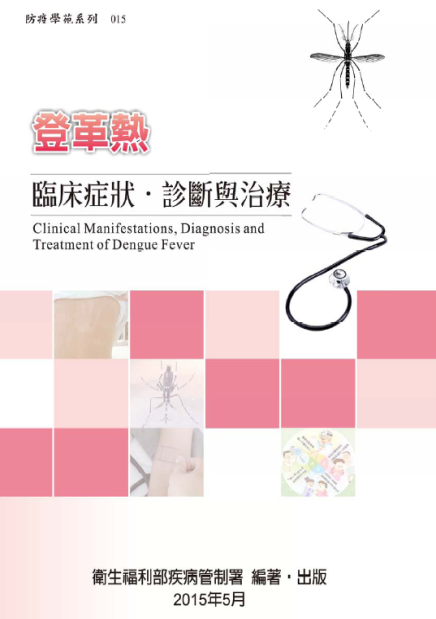 防疫學苑系列 015
登革熱
臨床症狀・診斷與治療
Clinical Manifestations, Diagnosis and
Treatment of Dengue Fever
衛生福利部疾病管制署 編著・出版
2015年5月